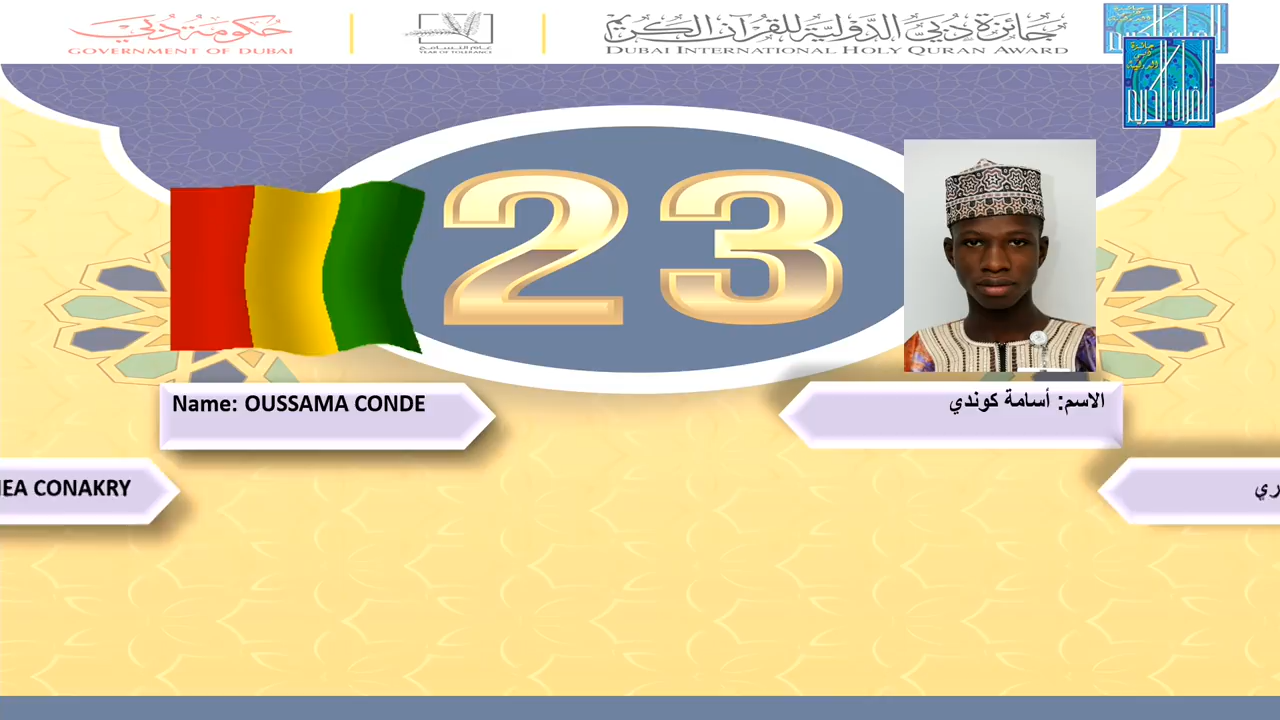 حكومة دبي
GOVERNMENT OF DUBAI
عام التسامح
YEAR OF TOLERANCE
جائزة دبي الدولية للقرآن الكريم
DUBAI INTERNATIONAL HOLY QURAN AWARD
23
Name: OUSSAMA CONDE
الاسم: أسامة كوندي
EA CONAKRY
ري